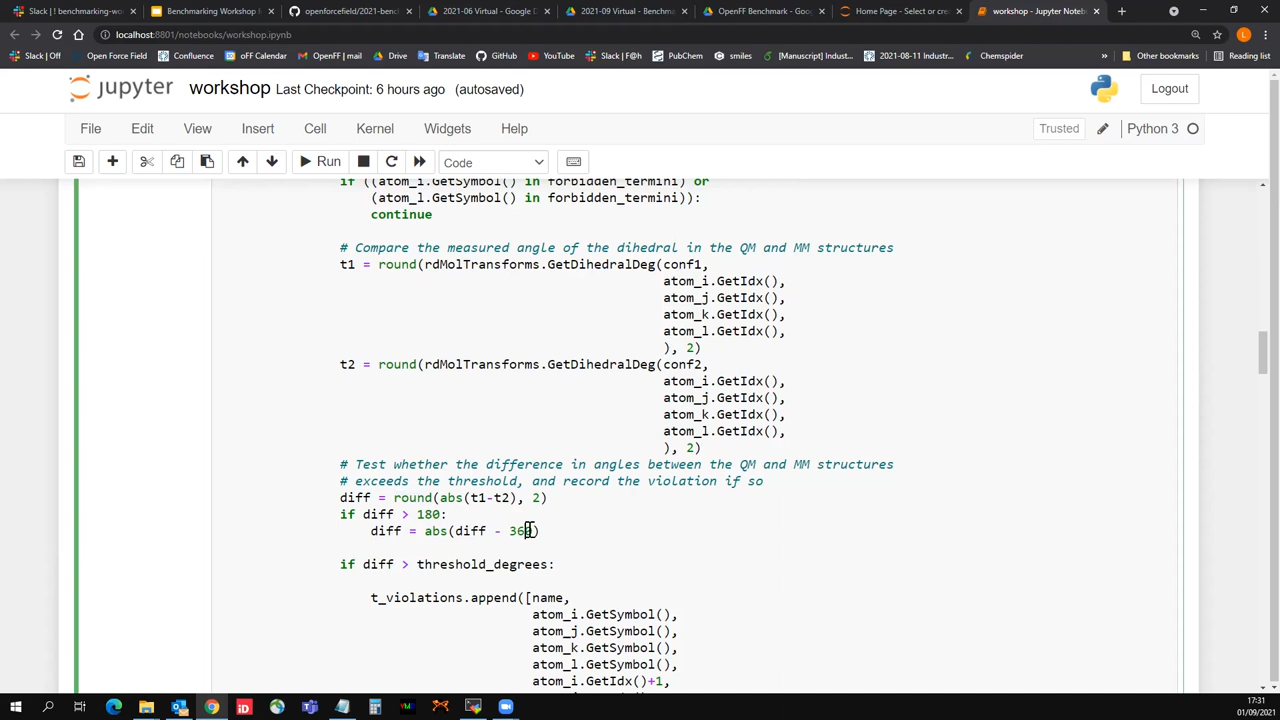 Slack | ! benchmarking-w
Benchmarking Workshop
openforcefield/2021-benc
2021-06 Virtual - Google D
2021-09 Virtual - Benchma
OpenFF Benchmark - Goog
Home Page - Select or cre
workshop - Jupyter Noteb
localhost:8801/notebooks/workshop.ipynb
Slack | Off
Open Force Field
Confluence
oFF Calendar
OpenFF | mail
Drive
GitHub
YouTube
Slack | F@h
PubChem
smiles
[Manuscript] Industr...
2021-08-11 Industr...
Chemspider
Other bookmarks
Reading list
jupyter workshop Last Checkpoint: 6 hours ago (autosaved)
Logout
File Edit View Insert Cell Kernel Widgets Help
Trusted
Python 3
Run
Code
if ((atom_i.GetSymbol() in forbidden_termini) or
(atom_l.GetSymbol() in forbidden_termini)):
continue
# Compare the measured angle of the dihedral in the QM and MM structures
t1 = round(rdMolTransforms.GetDihedralDeg(conf1,
atom_i.GetIdx(),
atom_j.GetIdx(),
atom_k.GetIdx(),
atom_l.GetIdx(),
), 2)
t2 = round(rdMolTransforms.GetDihedralDeg(conf2,
atom_i.GetIdx(),
atom_j.GetIdx(),
atom_k.GetIdx(),
atom_l.GetIdx(),
), 2)
# Test whether the difference in angles between the QM and MM structures
# exceeds the threshold, and record the violation if so
diff = round(abs(t1-t2), 2)
if diff > 180:
diff = abs(diff - 360)
if diff > threshold_degrees:
t_violations.append([name,
atom_i.GetSymbol(),
atom_j.GetSymbol(),
atom_k.GetSymbol(),
atom_l.GetSymbol(),
atom_i.GetIdx()+1,
17:31
01/09/2021